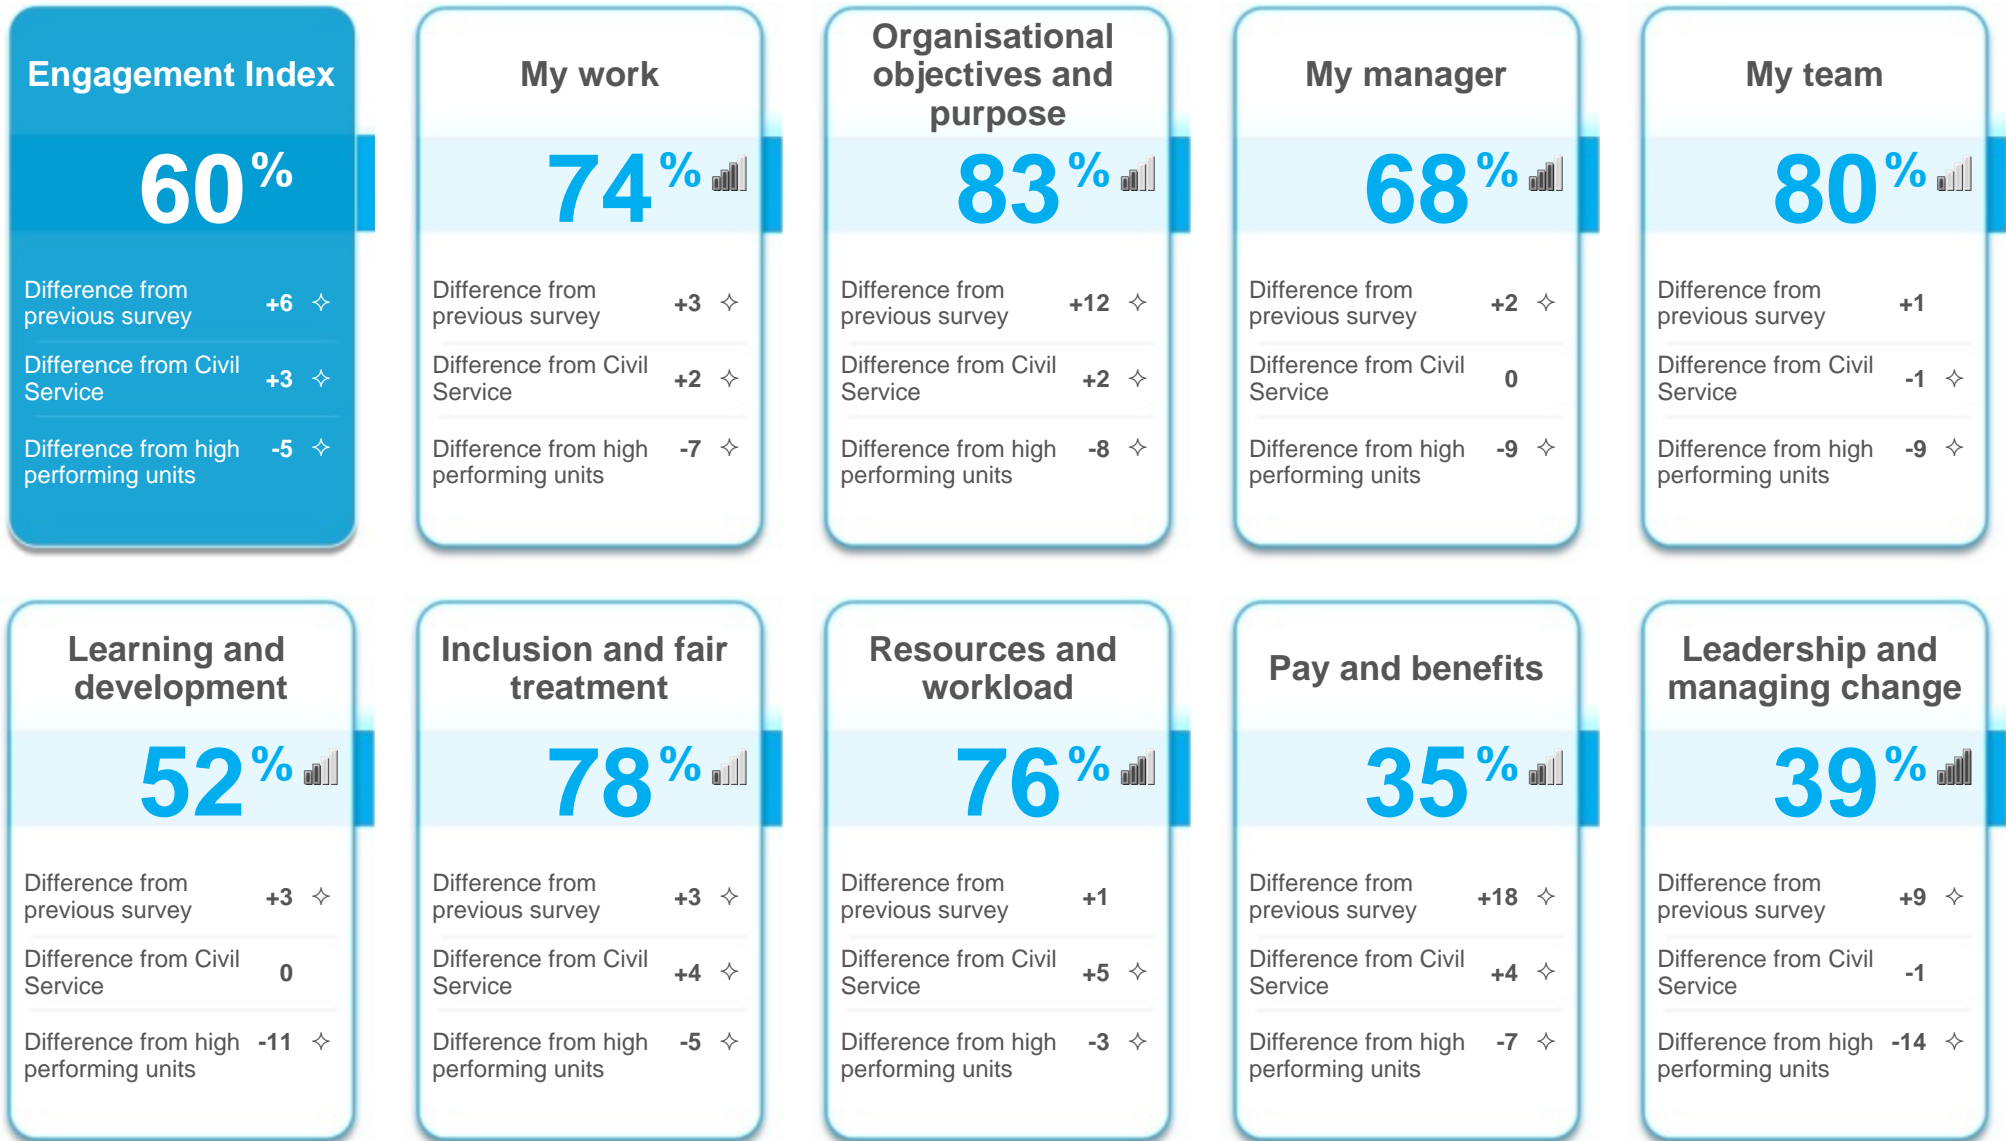 Engagement Index
60%
Difference from
previous survey +6 ✧
Difference from Civil
Service +3 ✧
Difference from high
performing units -5 ✧
My work
74%
Difference from
previous survey +3 ✧
Difference from Civil
Service +2 ✧
Difference from high
performing units -7 ✧
Organisational
objectives and
purpose
83%
Difference from
previous survey +12 ✧
Difference from Civil
Service +2 ✧
Difference from high
performing units -8 ✧
My manager
68%
Difference from
previous survey +2 ✧
Difference from Civil
Service 0
Difference from high
performing units -9 ✧
My team
80%
Difference from
previous survey +1
Difference from Civil
Service -1 ✧
Difference from high
performing units -9 ✧
Learning and
development
52%
Difference from
previous survey +3 ✧
Difference from Civil
Service 0
Difference from high
performing units -11 ✧
Inclusion and fair
treatment
78%
Difference from
previous survey +3 ✧
Difference from Civil
Service +4 ✧
Difference from high
performing units -5 ✧
Resources and
workload
76%
Difference from
previous survey +1
Difference from Civil
Service +5 ✧
Difference from high
performing units -3 ✧
Pay and benefits
35%
Difference from
previous survey +18 ✧
Difference from Civil
Service +4 ✧
Difference from high
performing units -7 ✧
Leadership and
managing change
39%
Difference from
previous survey +9 ✧
Difference from Civil
Service -1
Difference from high
performing units -14 ✧